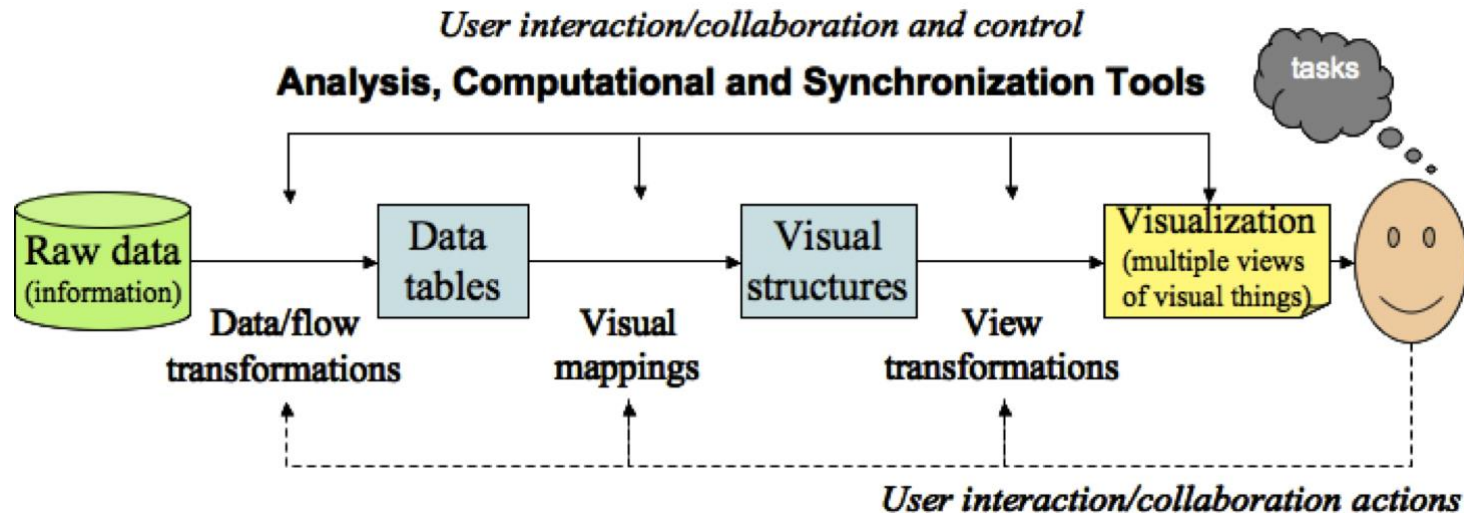 User interaction/collaboration and control
Analysis, Computational and Synchronization Tools
tasks
Raw data
(information)
Data/flow
transformations
Data
tables
Visual
mappings
Visual
structures
View
transformations
Visualization
(multiple views
of visual things)
User interaction/collaboration actions